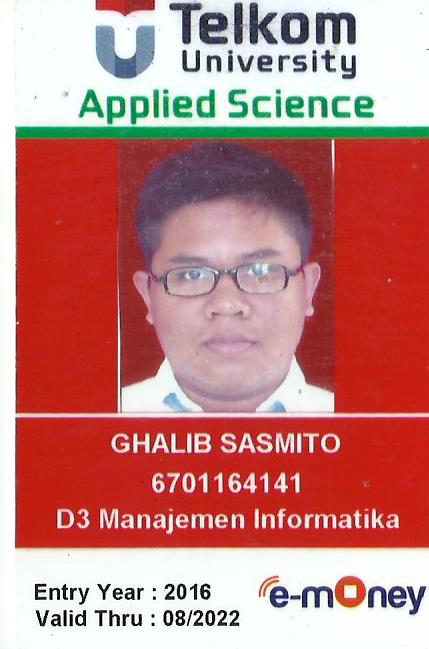 Telkom
University
Applied Science
GHALIB SASMITO
6701164141
D3 Manajemen Informatika
Entry Year : 2016
Valid Thru : 08/2022
e-money